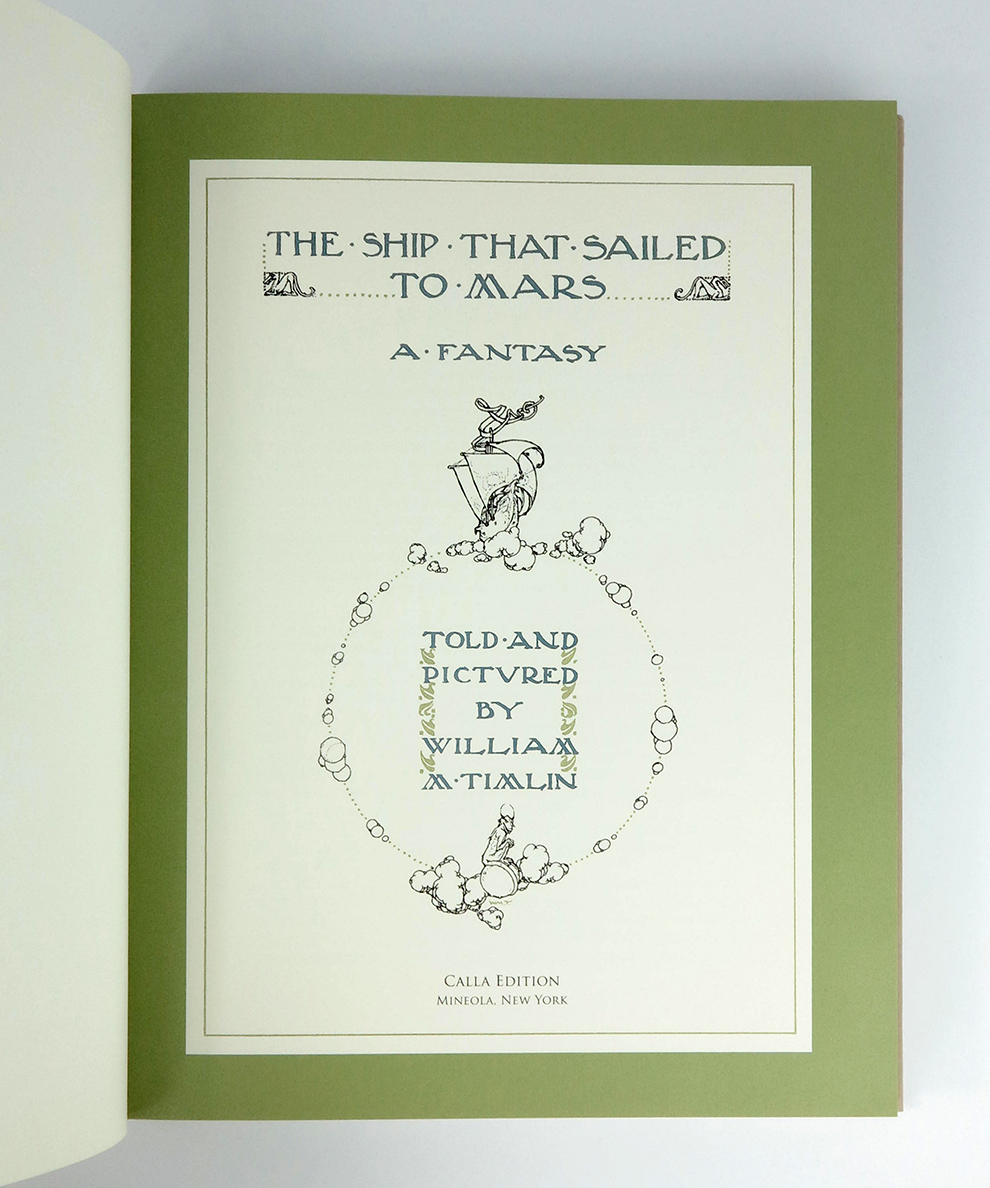 THE · SHIP · THAT · SAILED
TO · MARS
A · FANTASY
TOLD · AND
PICTVRED
BY
WILLIAM
M · TIMLIN
CALLA EDITION
MINEOLA, NEW YORK